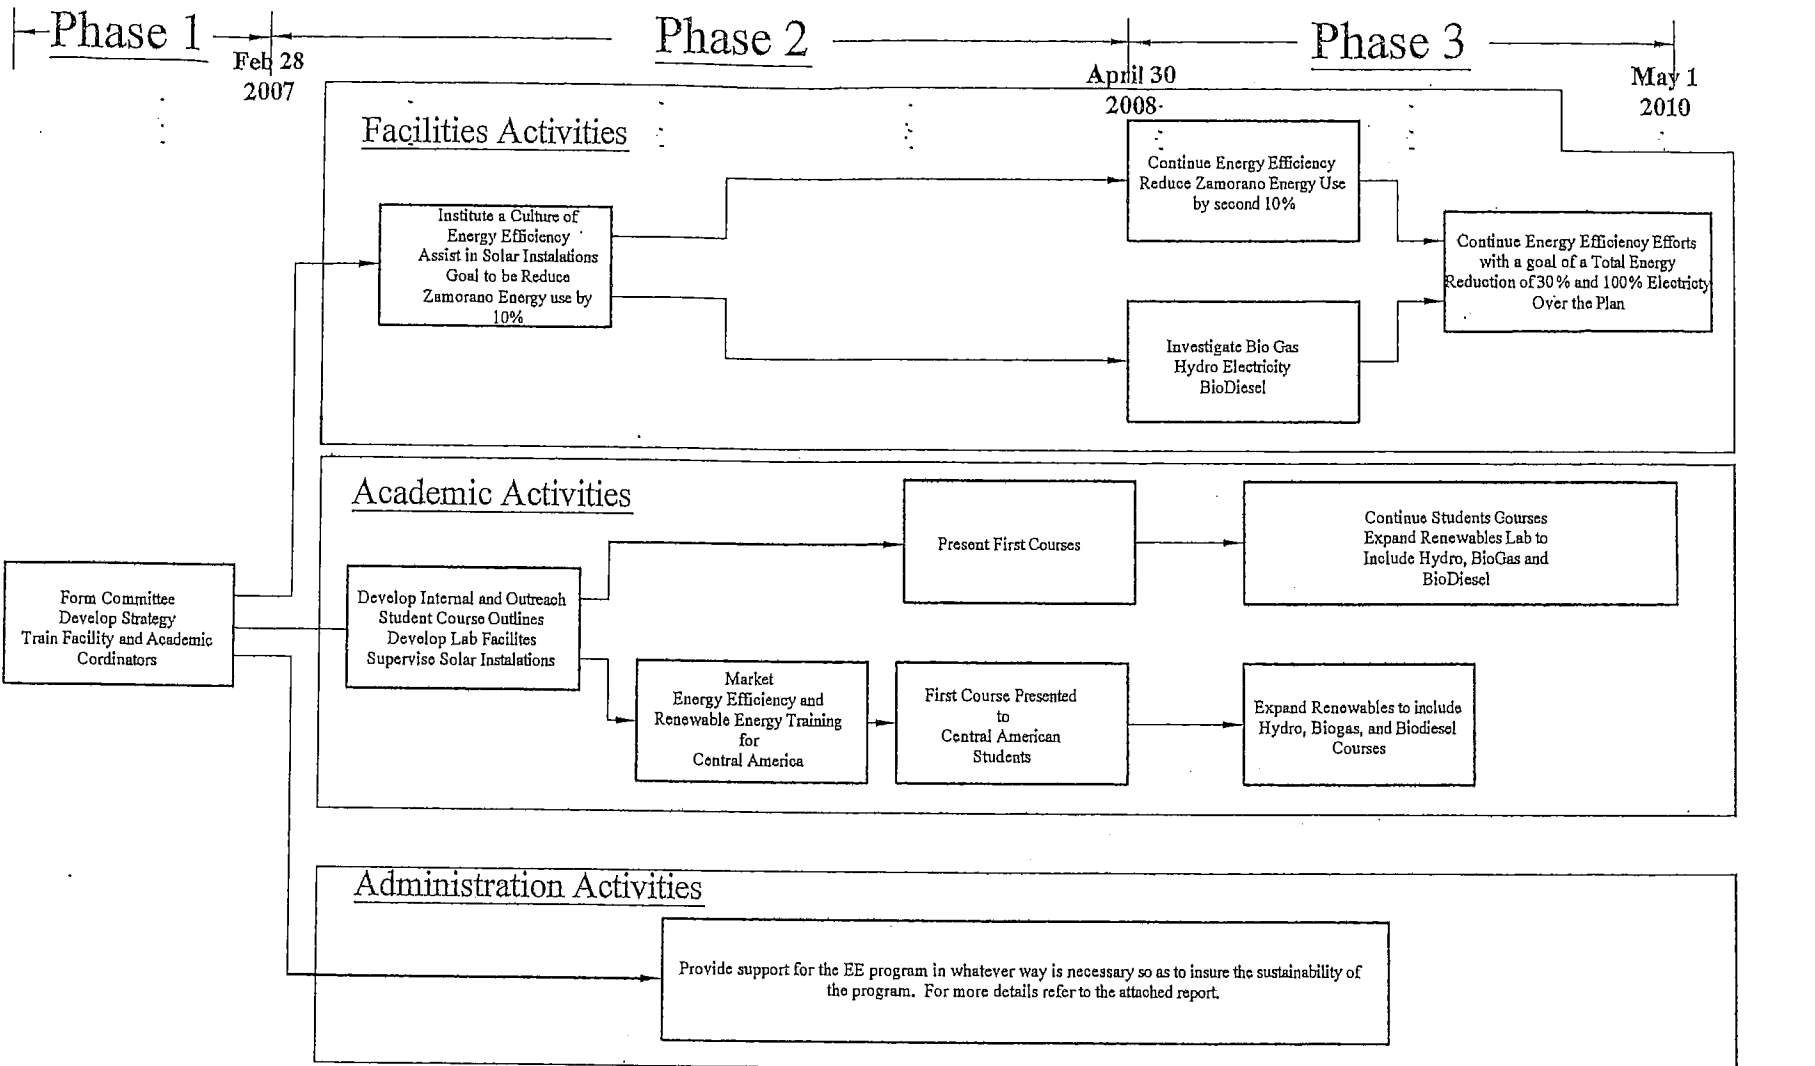 Phase 1
Phase 2
Phase 3
Feb 28
2007
April 30
2008
May 1
2010
Facilities Activities
Institute a Culture of
Energy Efficiency
Assist in Solar Instalations
Goal to be Reduce
Zamorano Energy use by
10%
Continue Energy Efficiency
Reduce Zamorano Energy Use
by second 10%
Investigate Bio Gas
Hydro Electricity
BioDiesel
Continue Energy Efficiency Efforts
with a goal of a Total Energy
Reduction of 30% and 100% Electricty
Over the Plan
Form Committee
Develop Strategy
Train Facility and Academic
Cordinators
Academic Activities
Develop Internal and Outreach
Student Course Outlines
Develop Lab Facilites
Supervise Solar Instalations
Present First Courses
Continue Students Courses
Expand Renewables Lab to
Include Hydro, BioGas and
BioDiesel
Market
Energy Efficiency and
Renewable Energy Training
for
Central America
First Course Presented
to
Central American
Students
Expand Renewables to include
Hydro, Biogas, and Biodiesel
Courses
Administration Activities
Provide support for the EE program in whatever way is necessary so as to insure the sustainability of
the program. For more details refer to the attached report.